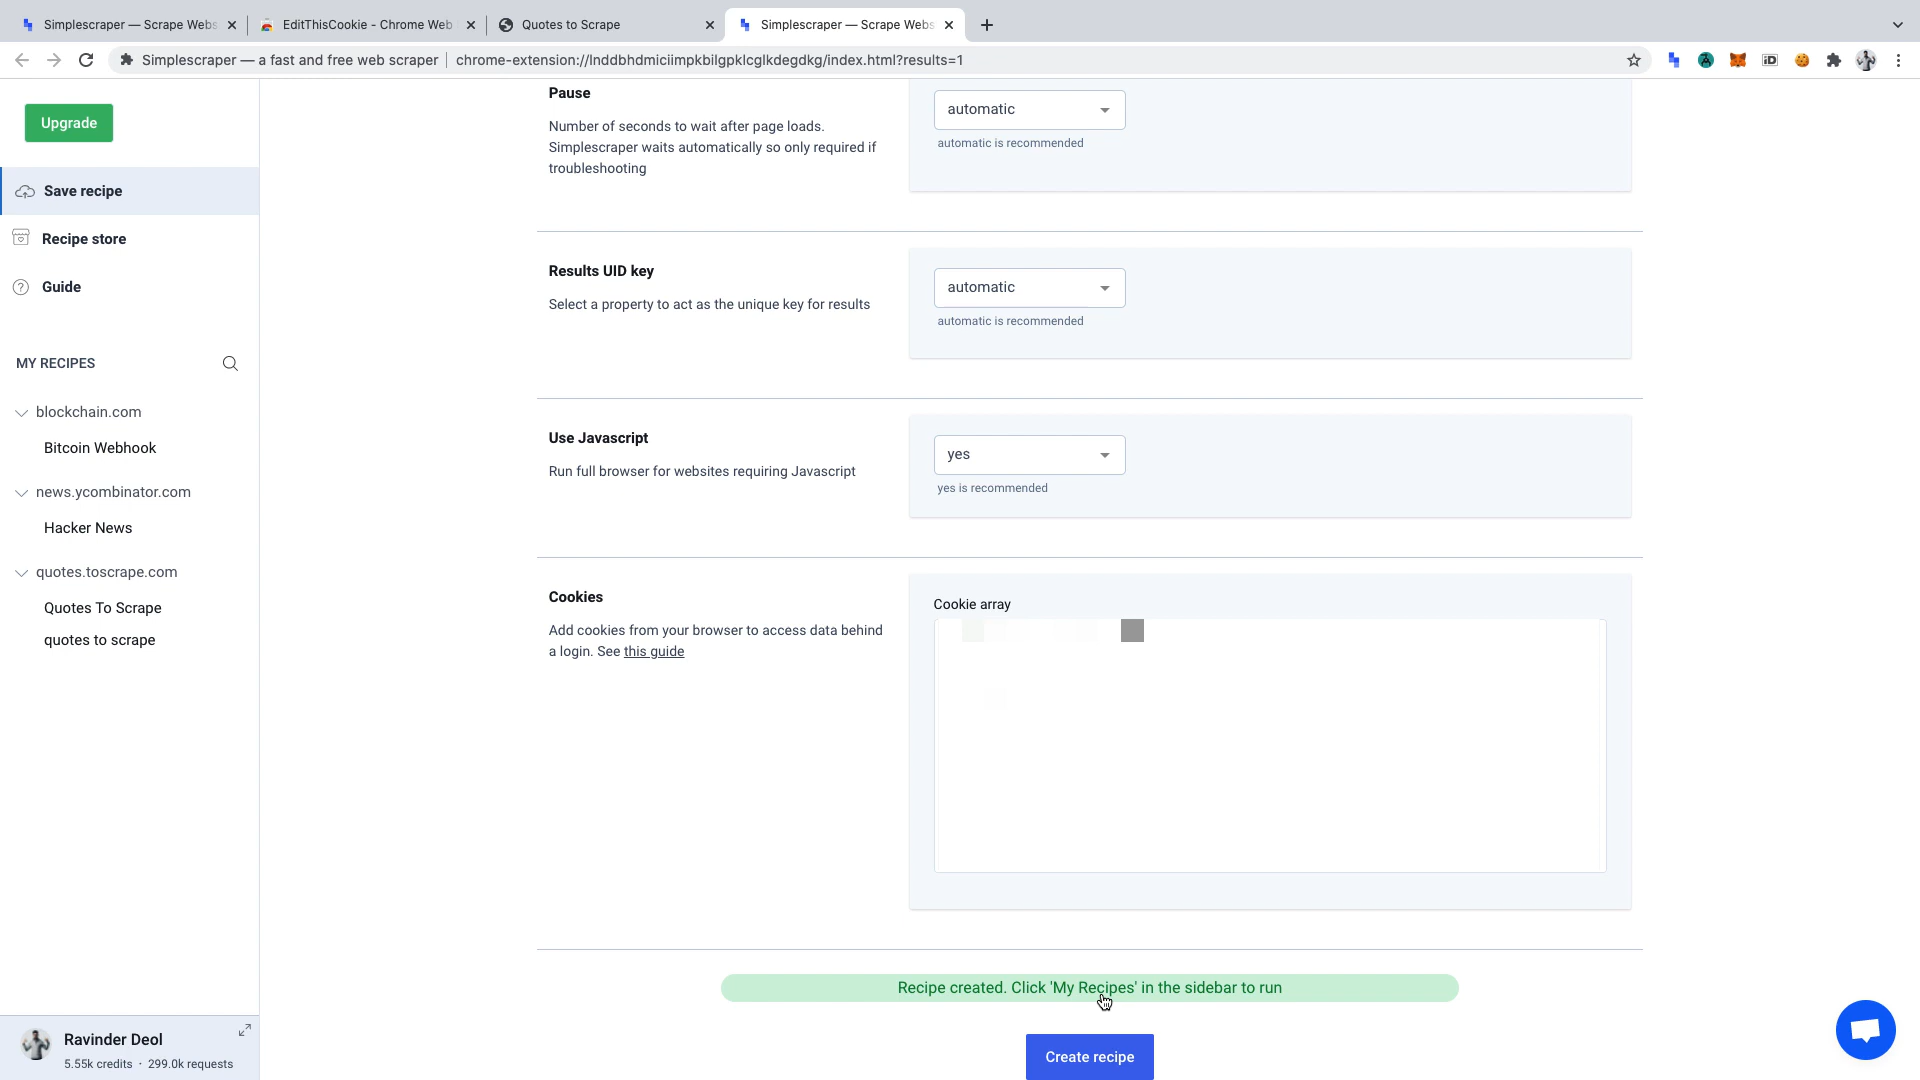 Simplescraper — Scrape Webs
EditThisCookie - Chrome Web
Quotes to Scrape
Simplescraper — Scrape Webs
Simplescraper — a fast and free web scraper
chrome-extension://lnddbhdmiciimpkbilgpklcglkdegdkg/index.html?results=1
Upgrade
Save recipe
Recipe store
Guide
MY RECIPES
blockchain.com
Bitcoin Webhook
news.ycombinator.com
Hacker News
quotes.toscrape.com
Quotes To Scrape
quotes to scrape
Ravinder Deol
5.55k credits · 299.0k requests
Pause
Number of seconds to wait after page loads.
Simplescraper waits automatically so only required if
troubleshooting
automatic
automatic is recommended
Results UID key
Select a property to act as the unique key for results
automatic
automatic is recommended
Use Javascript
Run full browser for websites requiring Javascript
yes
yes is recommended
Cookies
Add cookies from your browser to access data behind
a login. See this guide
Cookie array
Recipe created. Click 'My Recipes' in the sidebar to run
Create recipe